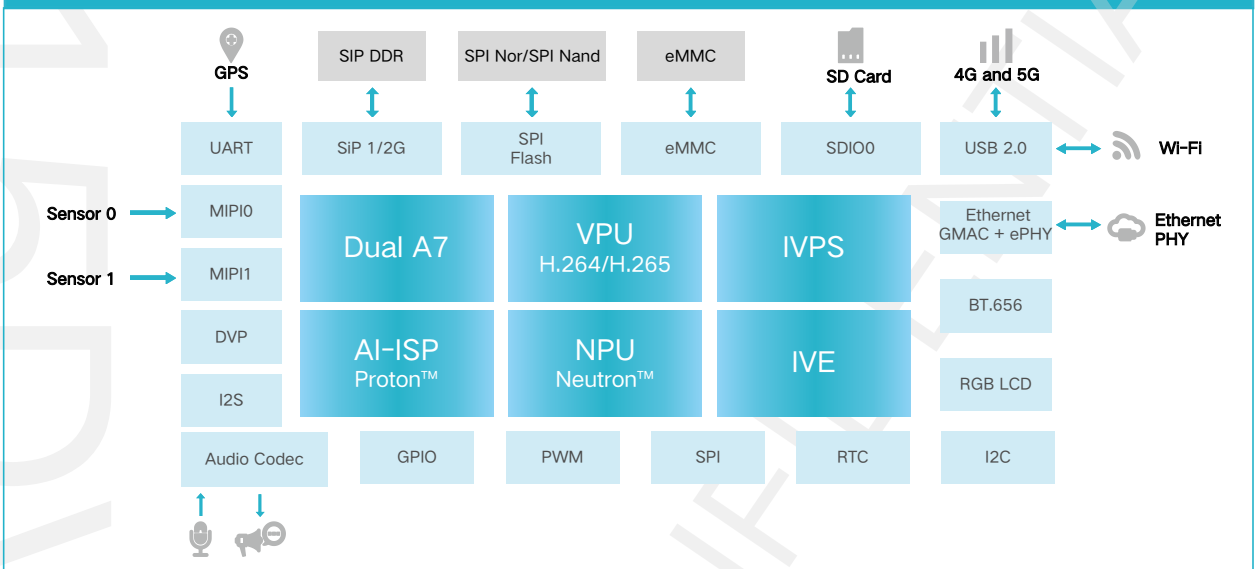 GPS
SIP DDR
SPI Nor/SPI Nand
eMMC
SD Card
4G and 5G
UART
SiP 1/2G
SPI
Flash
eMMC
SDIO0
USB 2.0
Wi-Fi
Sensor 0
MIPI0
Sensor 1
MIPI1
DVP
I2S
Dual A7
VPU
H.264/H.265
IVPS
AI-ISP
Proton™
NPU
Neutron™
IVE
Ethernet
GMAC + ePHY
Ethernet
PHY
BT.656
RGB LCD
Audio Codec
GPIO
PWM
SPI
RTC
I2C